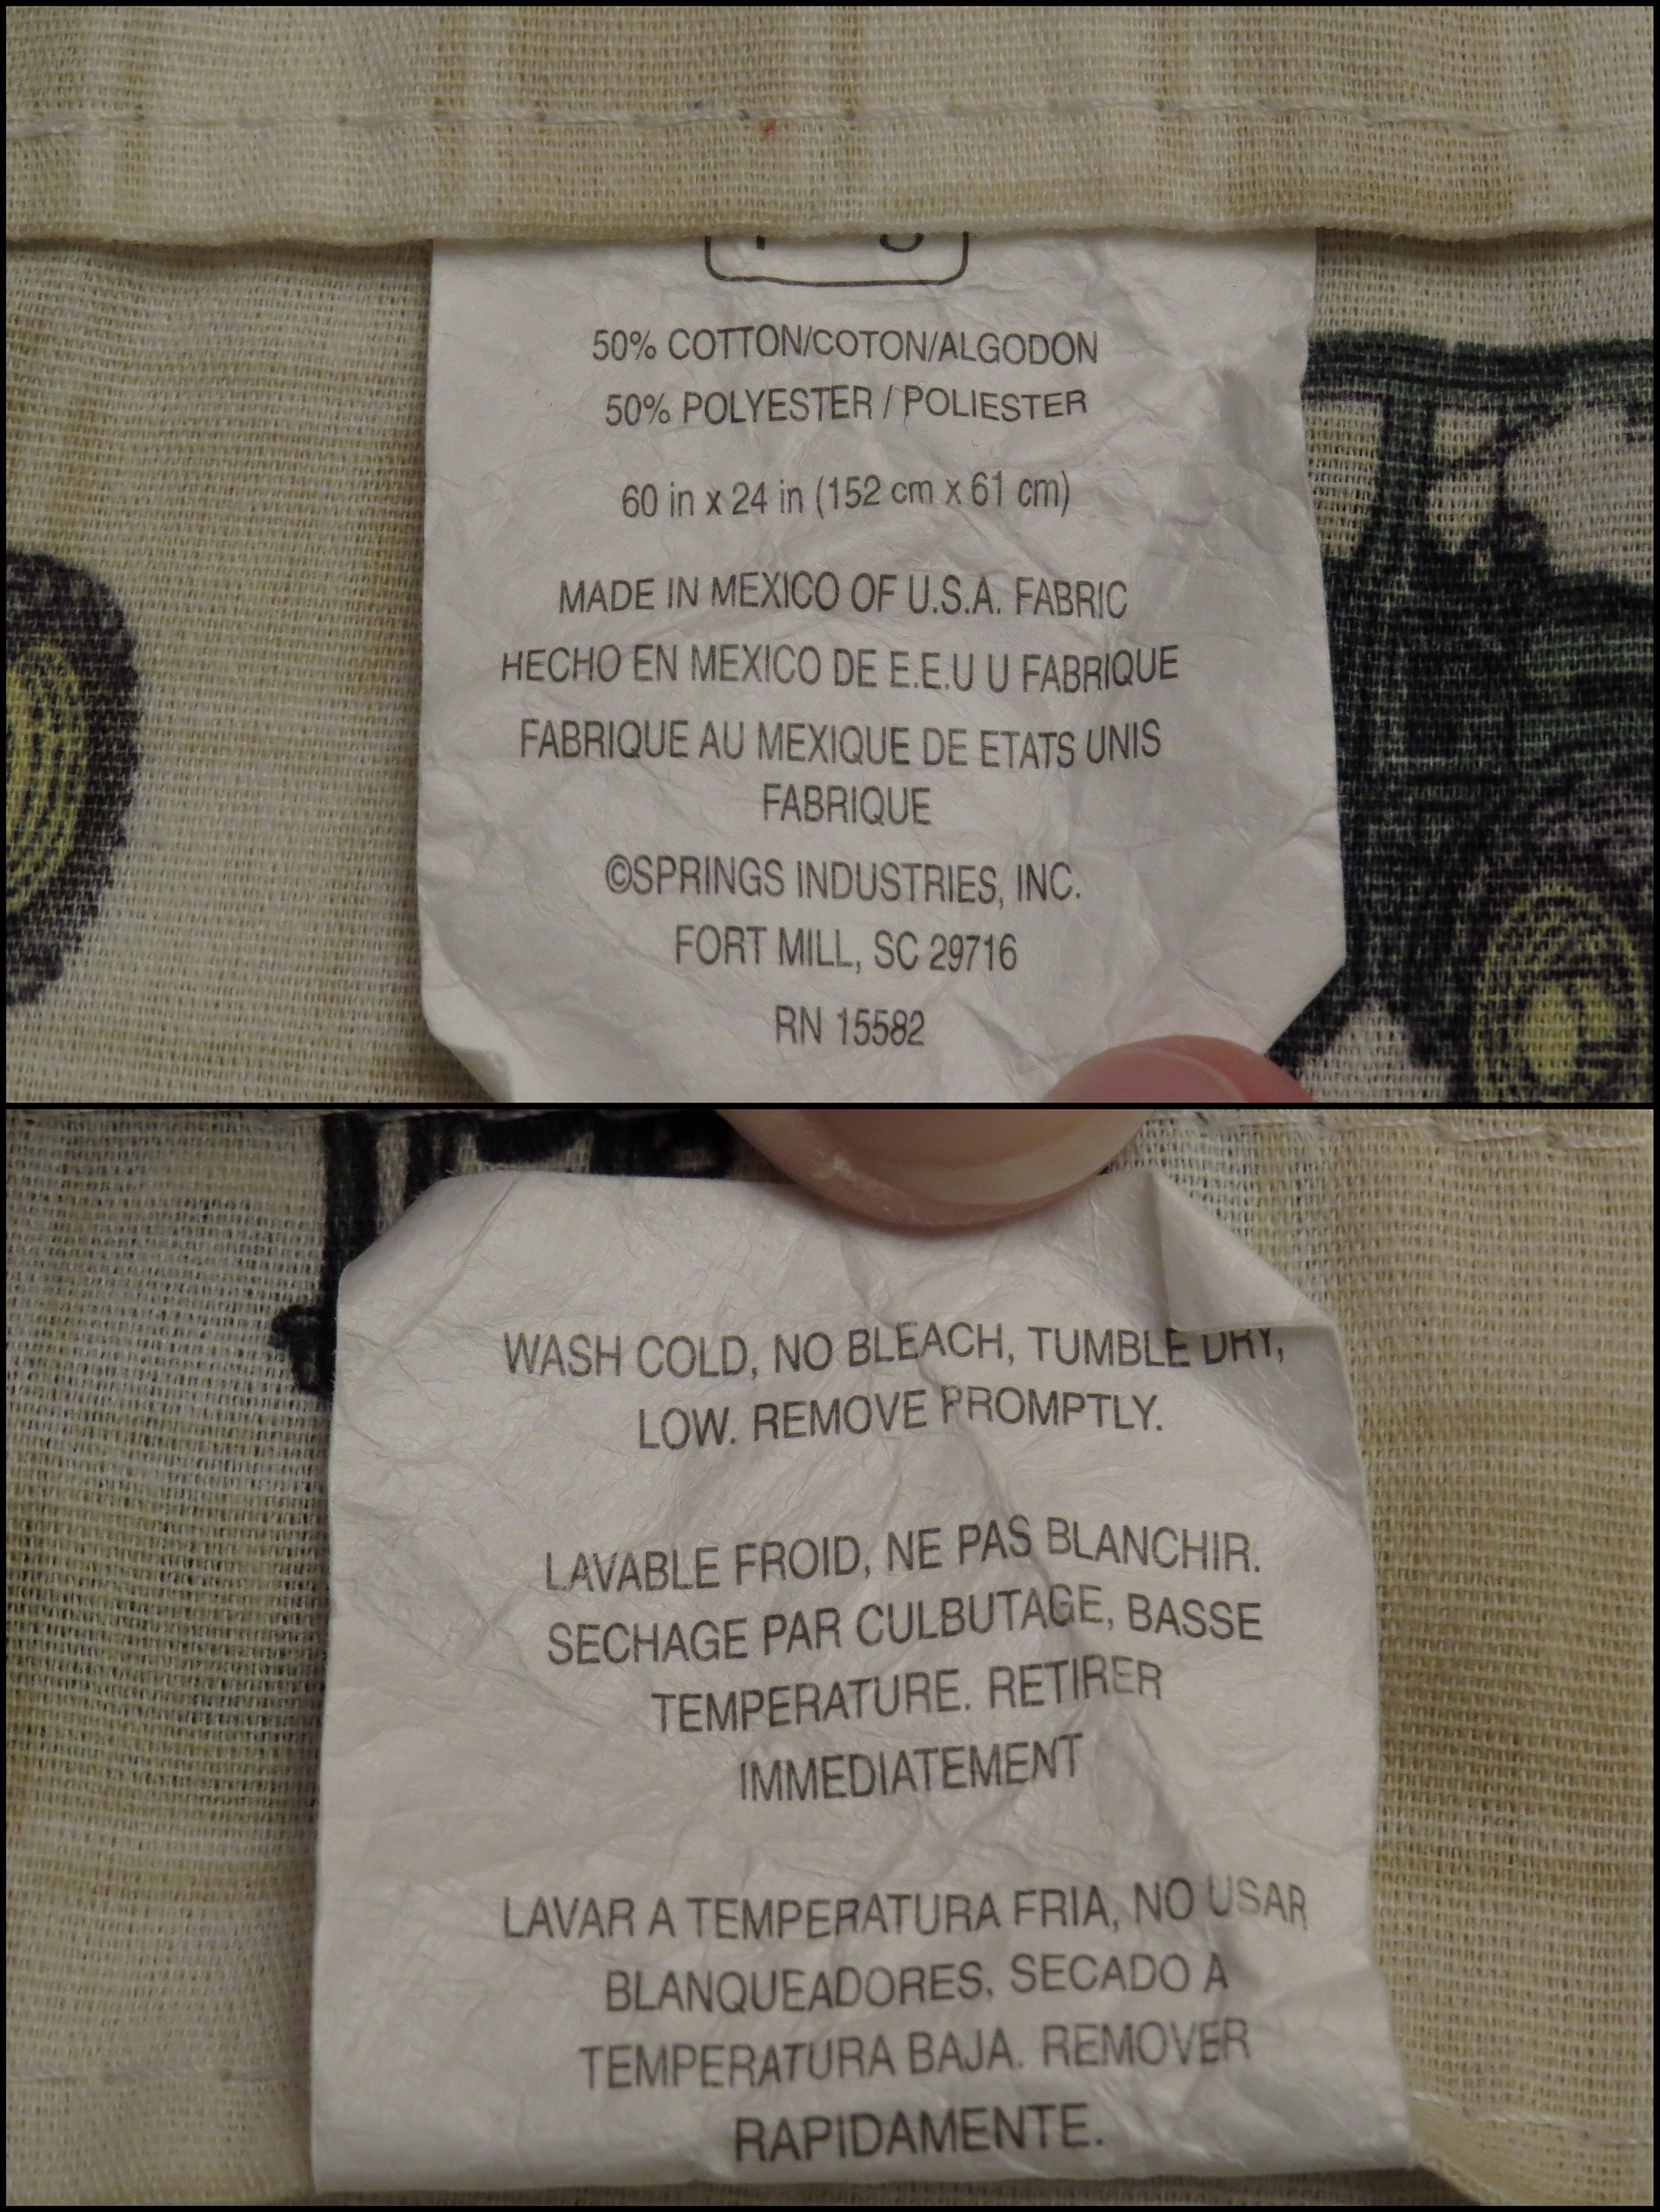 50% COTTON/COTON/ALGODON
50% POLYESTER / POLIESTER
60 in x 24 in (152 cm x 61 cm)
MADE IN MEXICO OF U.S.A. FABRIC
HECHO EN MEXICO DE E.E.U U FABRIQUE
FABRIQUE AU MEXIQUE DE ETATS UNIS
FABRIQUE
©SPRINGS INDUSTRIES, INC.
FORT MILL, SC 29716
RN 15582
WASH COLD, NO BLEACH, TUMBLE DRY,
LOW. REMOVE PROMPTLY.
LAVABLE FROID, NE PAS BLANCHIR.
SECHAGE PAR CULBUTAGE, BASSE
TEMPERATURE. RETIRER
IMMEDIATEMENT
LAVAR A TEMPERATURA FRIA, NO USAR
BLANQUEADORES, SECADO A
TEMPERATURA BAJA. REMOVER
RAPIDAMENTE.